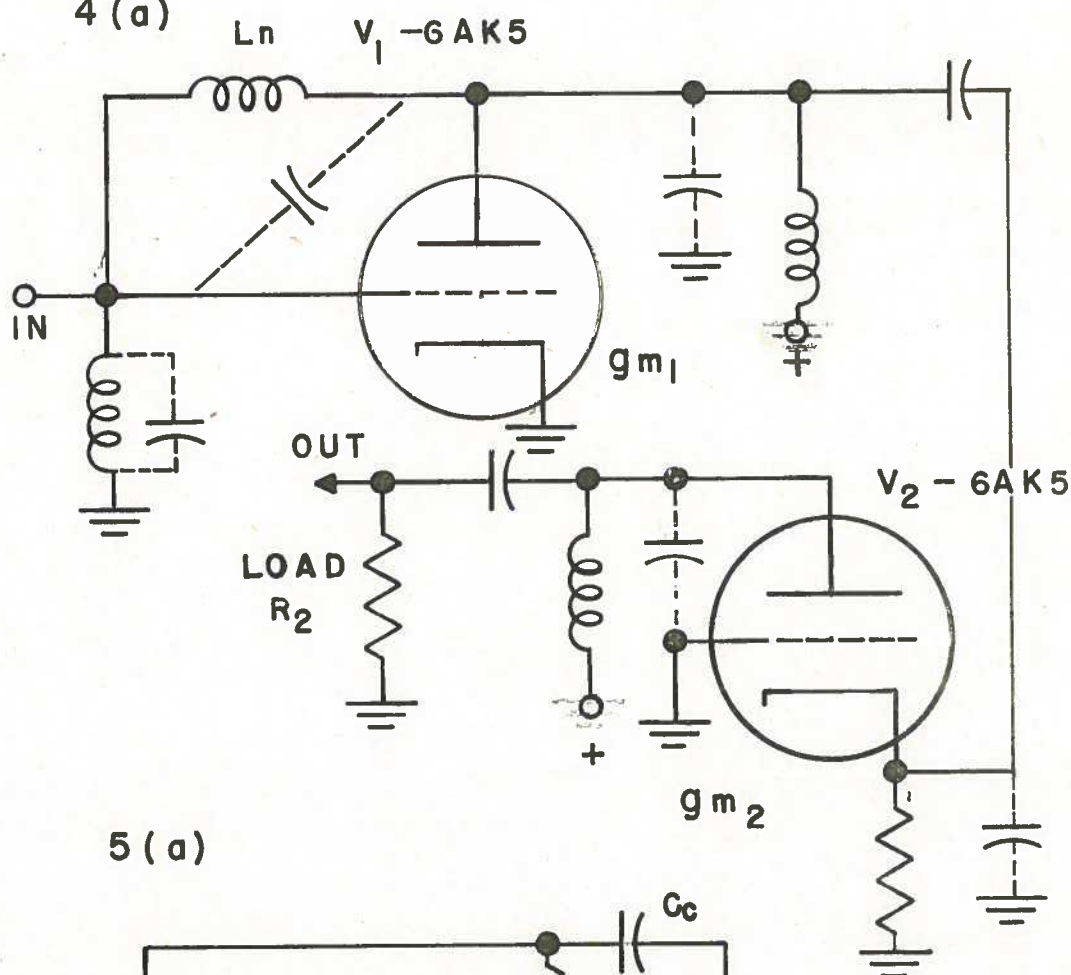 4 (a)
Ln
V1 -6AK5
IN
+
gm1
OUT
V2 - 6AK5
LOAD
R2
+
gm2
5 (a)
Cc